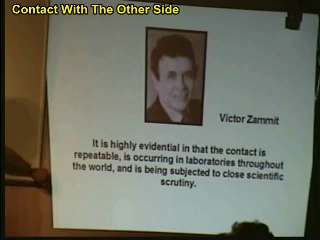 Contact With The Other Side
Victor Zammit
It is highly evidential in that the contact is
repeatable, is occurring in laboratories throughout
the world, and is being subjected to close scientific
scrutiny.